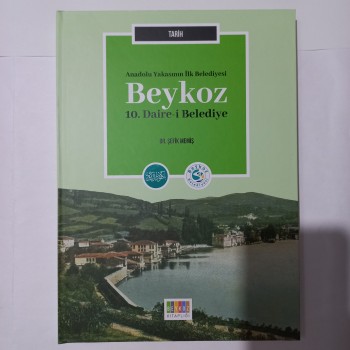 TARİH
Anadolu Yakasının İlk Belediyesi
Beykoz
10. Daire-i Belediye